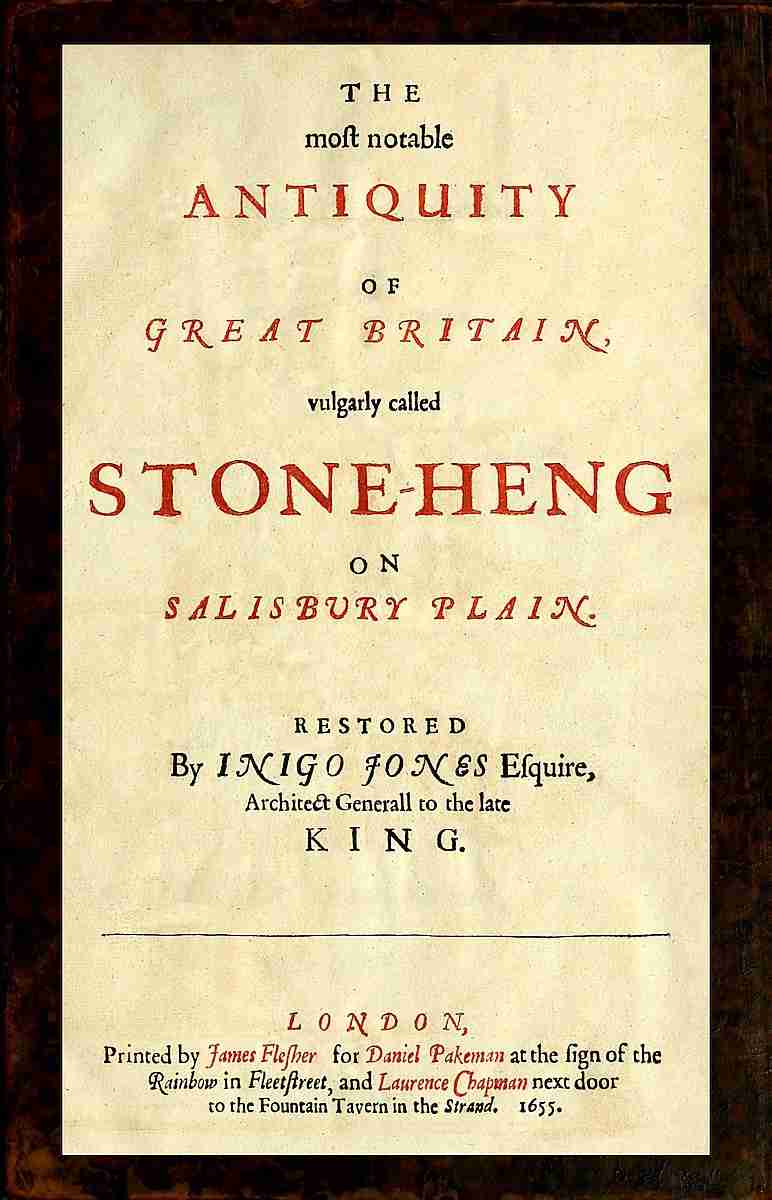 THE
moſt notable
ANTIQUITY
OF
GREAT BRITAIN,
vulgarly called
STONE-HENG
ON
SALISBURY PLAIN.
RESTORED
By INIGO JONES Eſquire,
Architect Generall to the late
KING.
LONDON,
Printed by James Fleſher for Daniel Pakeman at the ſign of the
Rainbow in Fleetſtreet, and Laurence Chapman next door
to the Fountain Tavern in the Strand. 1655.